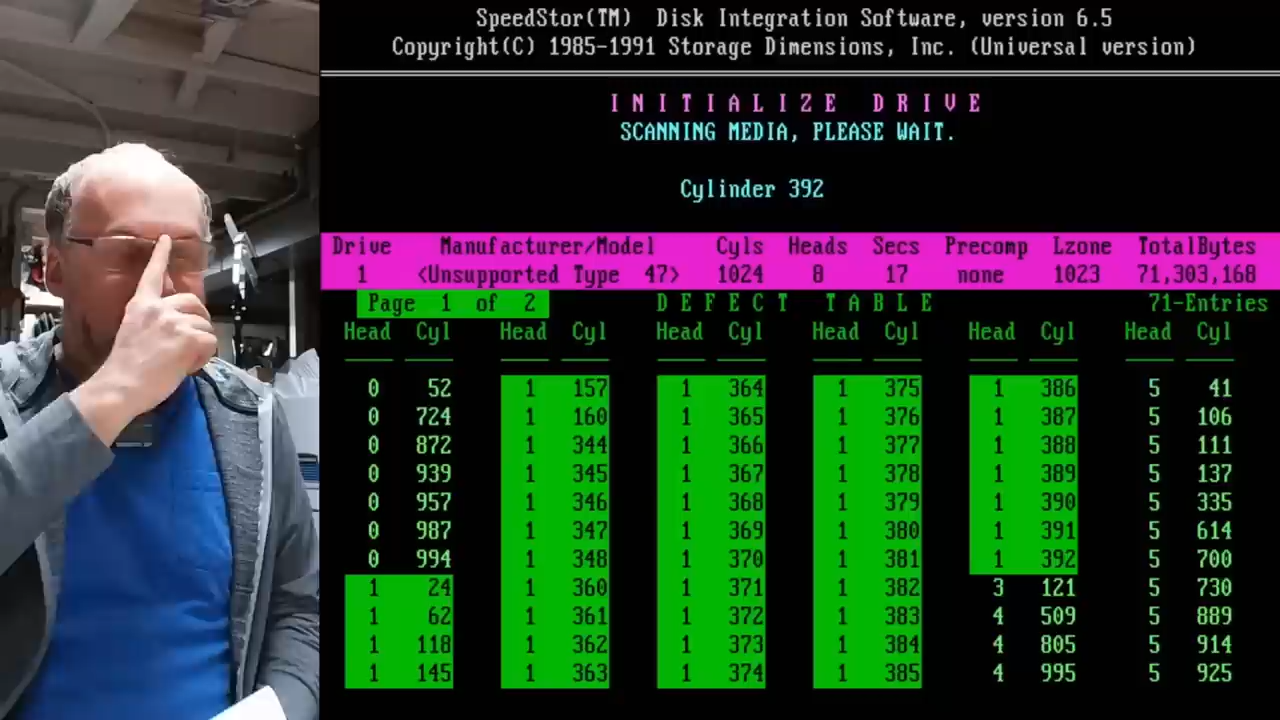 SpeedStor(TM) Disk Integration Software, version 6.5
Copyright(C) 1985-1991 Storage Dimensions, Inc. (Universal version)
INITIALIZE DRIVE
SCANNING MEDIA, PLEASE WAIT.
Cylinder 392
Drive Manufacturer/Model Cyls Heads Secs Precomp Lzone TotalBytes
1 <Unsupported Type 47> 1024 8 17 none 1023 71,303,168
Page 1 of 2 DEFECT TABLE 71-Entries
Head Cyl Head Cyl Head Cyl Head Cyl Head Cyl Head Cyl
0 52 1 157 1 364 1 375 1 386 5 41
0 724 1 160 1 365 1 376 1 387 5 106
0 872 1 344 1 366 1 377 1 388 5 111
0 939 1 345 1 367 1 378 1 389 5 137
0 957 1 346 1 368 1 379 1 390 5 335
0 987 1 347 1 369 1 380 1 391 5 614
0 994 1 348 1 370 1 381 1 392 5 700
1 24 1 360 1 371 1 382 3 121 5 730
1 62 1 361 1 372 1 383 4 509 5 889
1 118 1 362 1 373 1 384 4 805 5 914
1 145 1 363 1 374 1 385 4 995 5 925